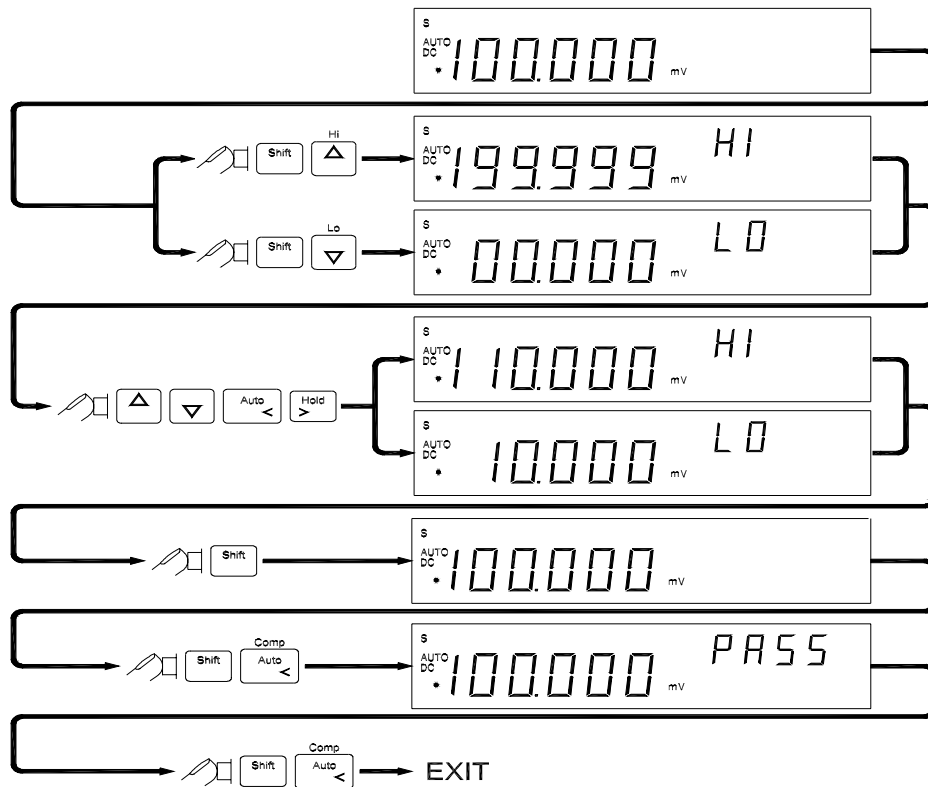 S
AUTO
DC
* 100.000 mV
Hi
Shift
S
AUTO
DC
* 199.999 mV HI
Lo
Shift
S
AUTO
DC
* 00.000 mV LO
Auto < Hold >
S
AUTO
DC
* 110.000 mV HI
S
AUTO
DC
* 10.000 mV LO
Shift
S
AUTO
DC
* 100.000 mV
Comp
Shift Auto <
S
AUTO
DC
* 100.000 mV PASS
Comp
Shift Auto < EXIT